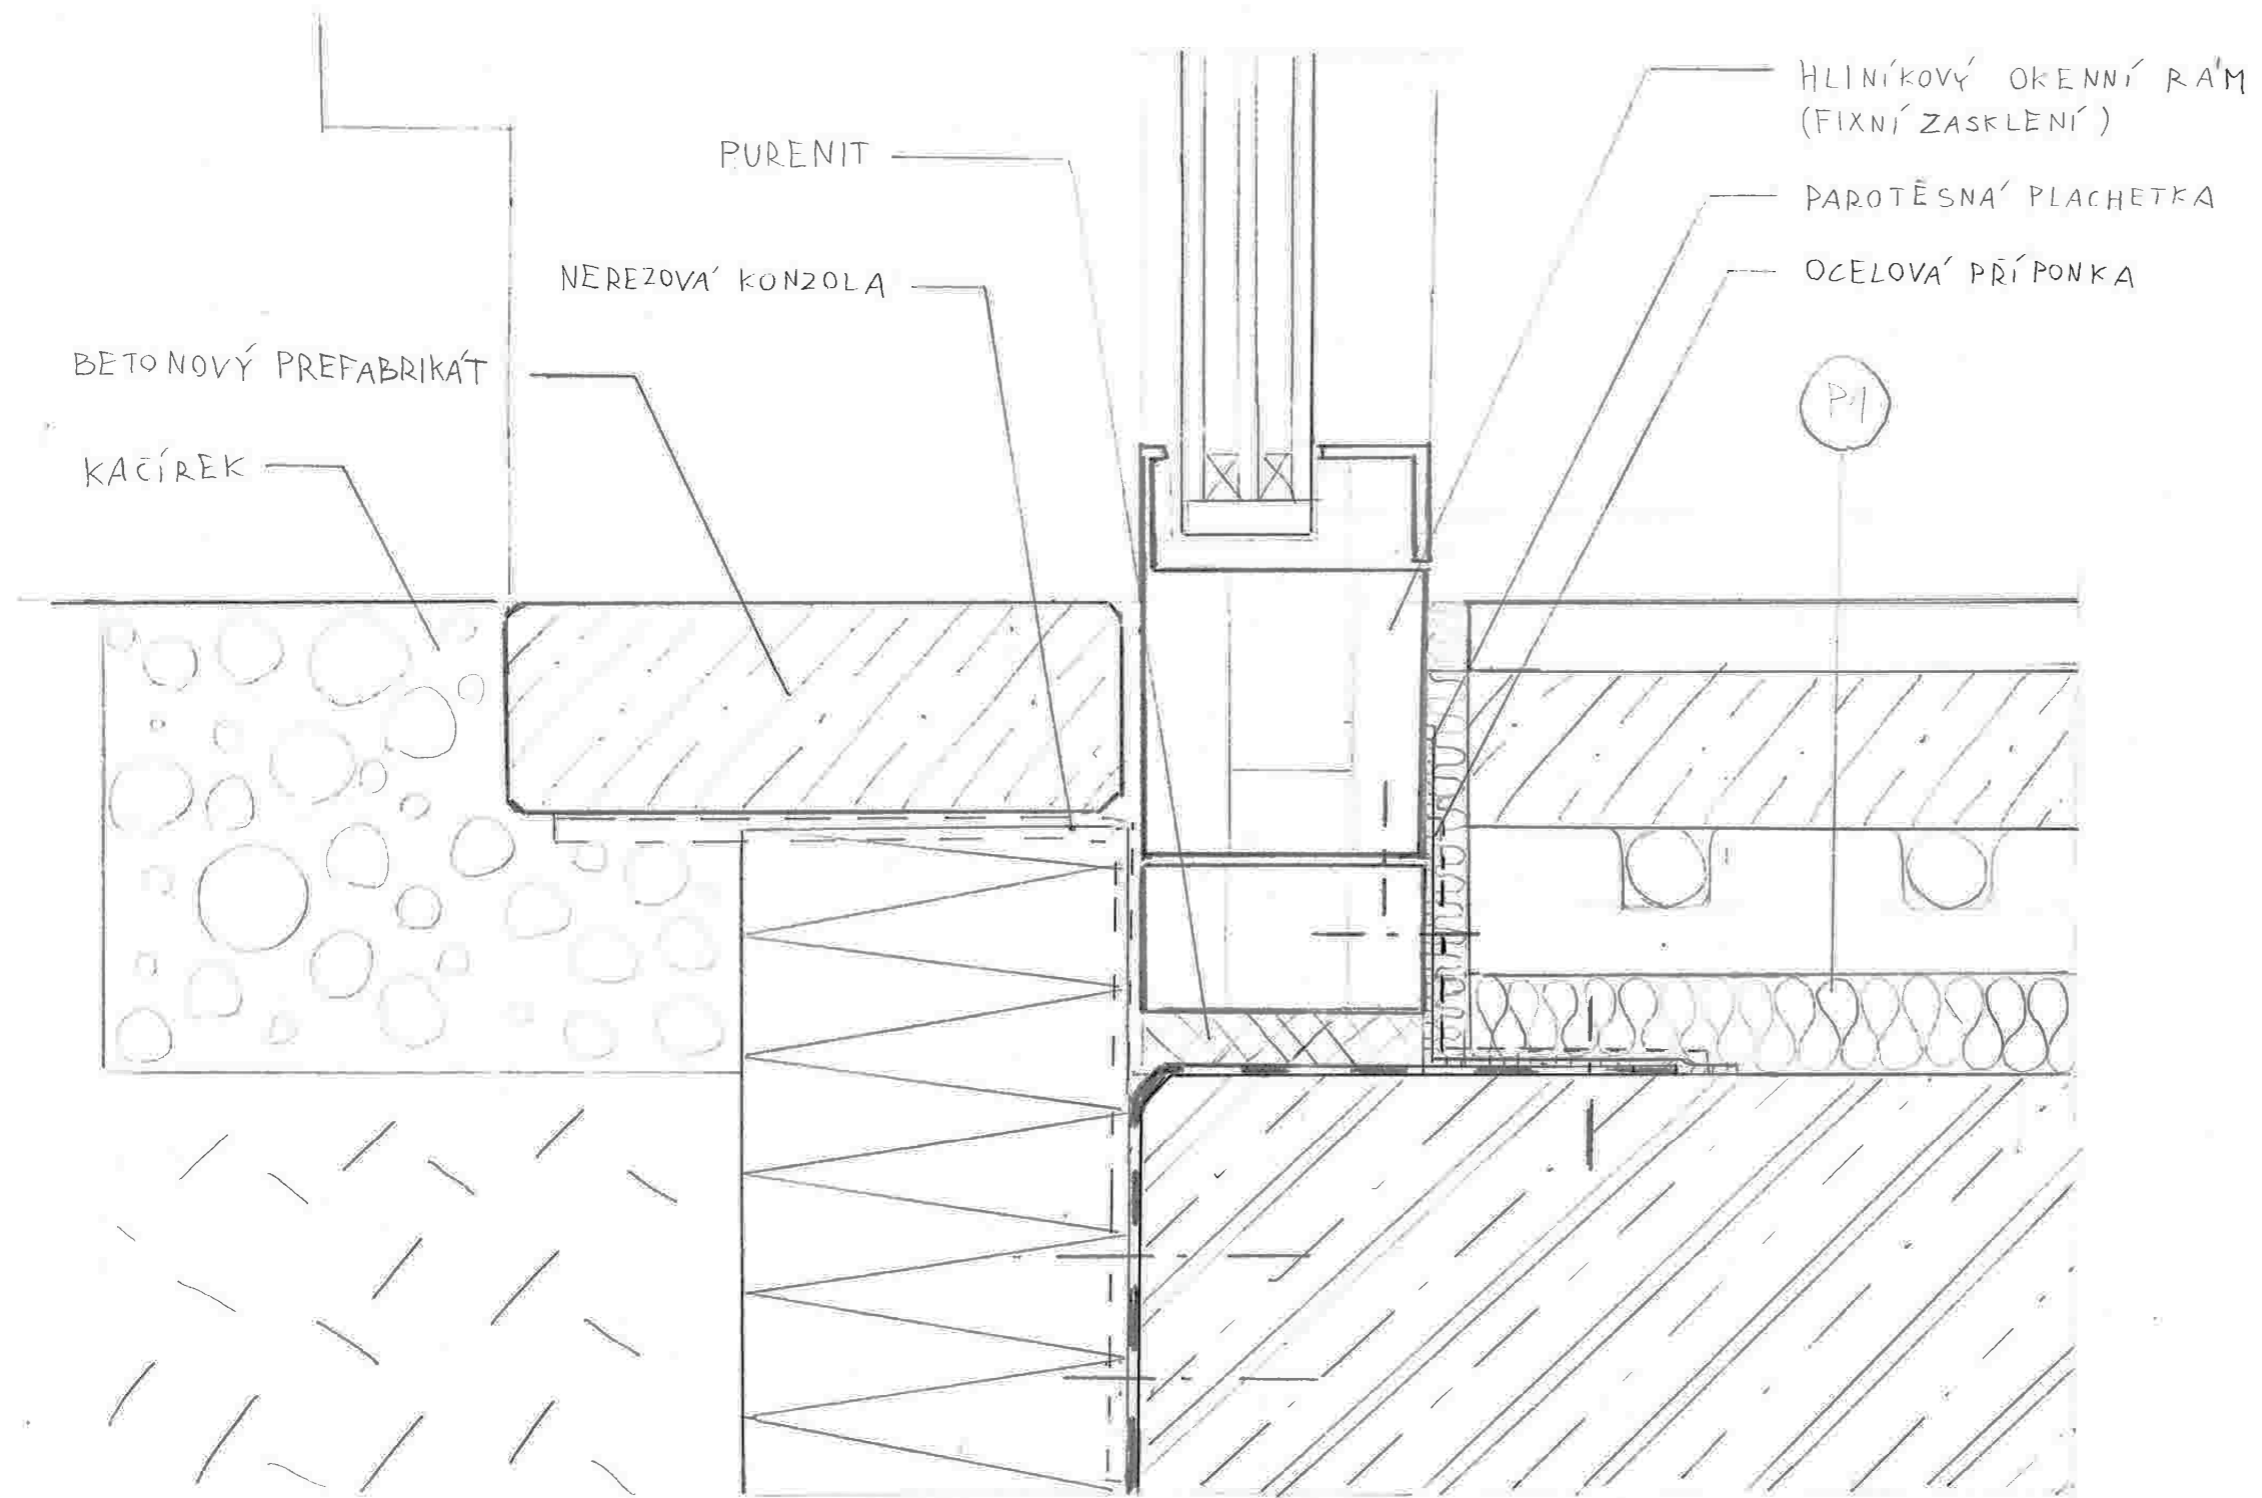 HLINÍKOVÝ OKENNÍ RÁM
(FIXNÍ ZASKLENÍ)
PURENIT
PAROTĚSNÁ PLACHETKA
NEREZOVÁ KONZOLA
OCELOVÁ PŘÍPONKA
BETONOVÝ PREFABRIKÁT
P1
KAČÍREK